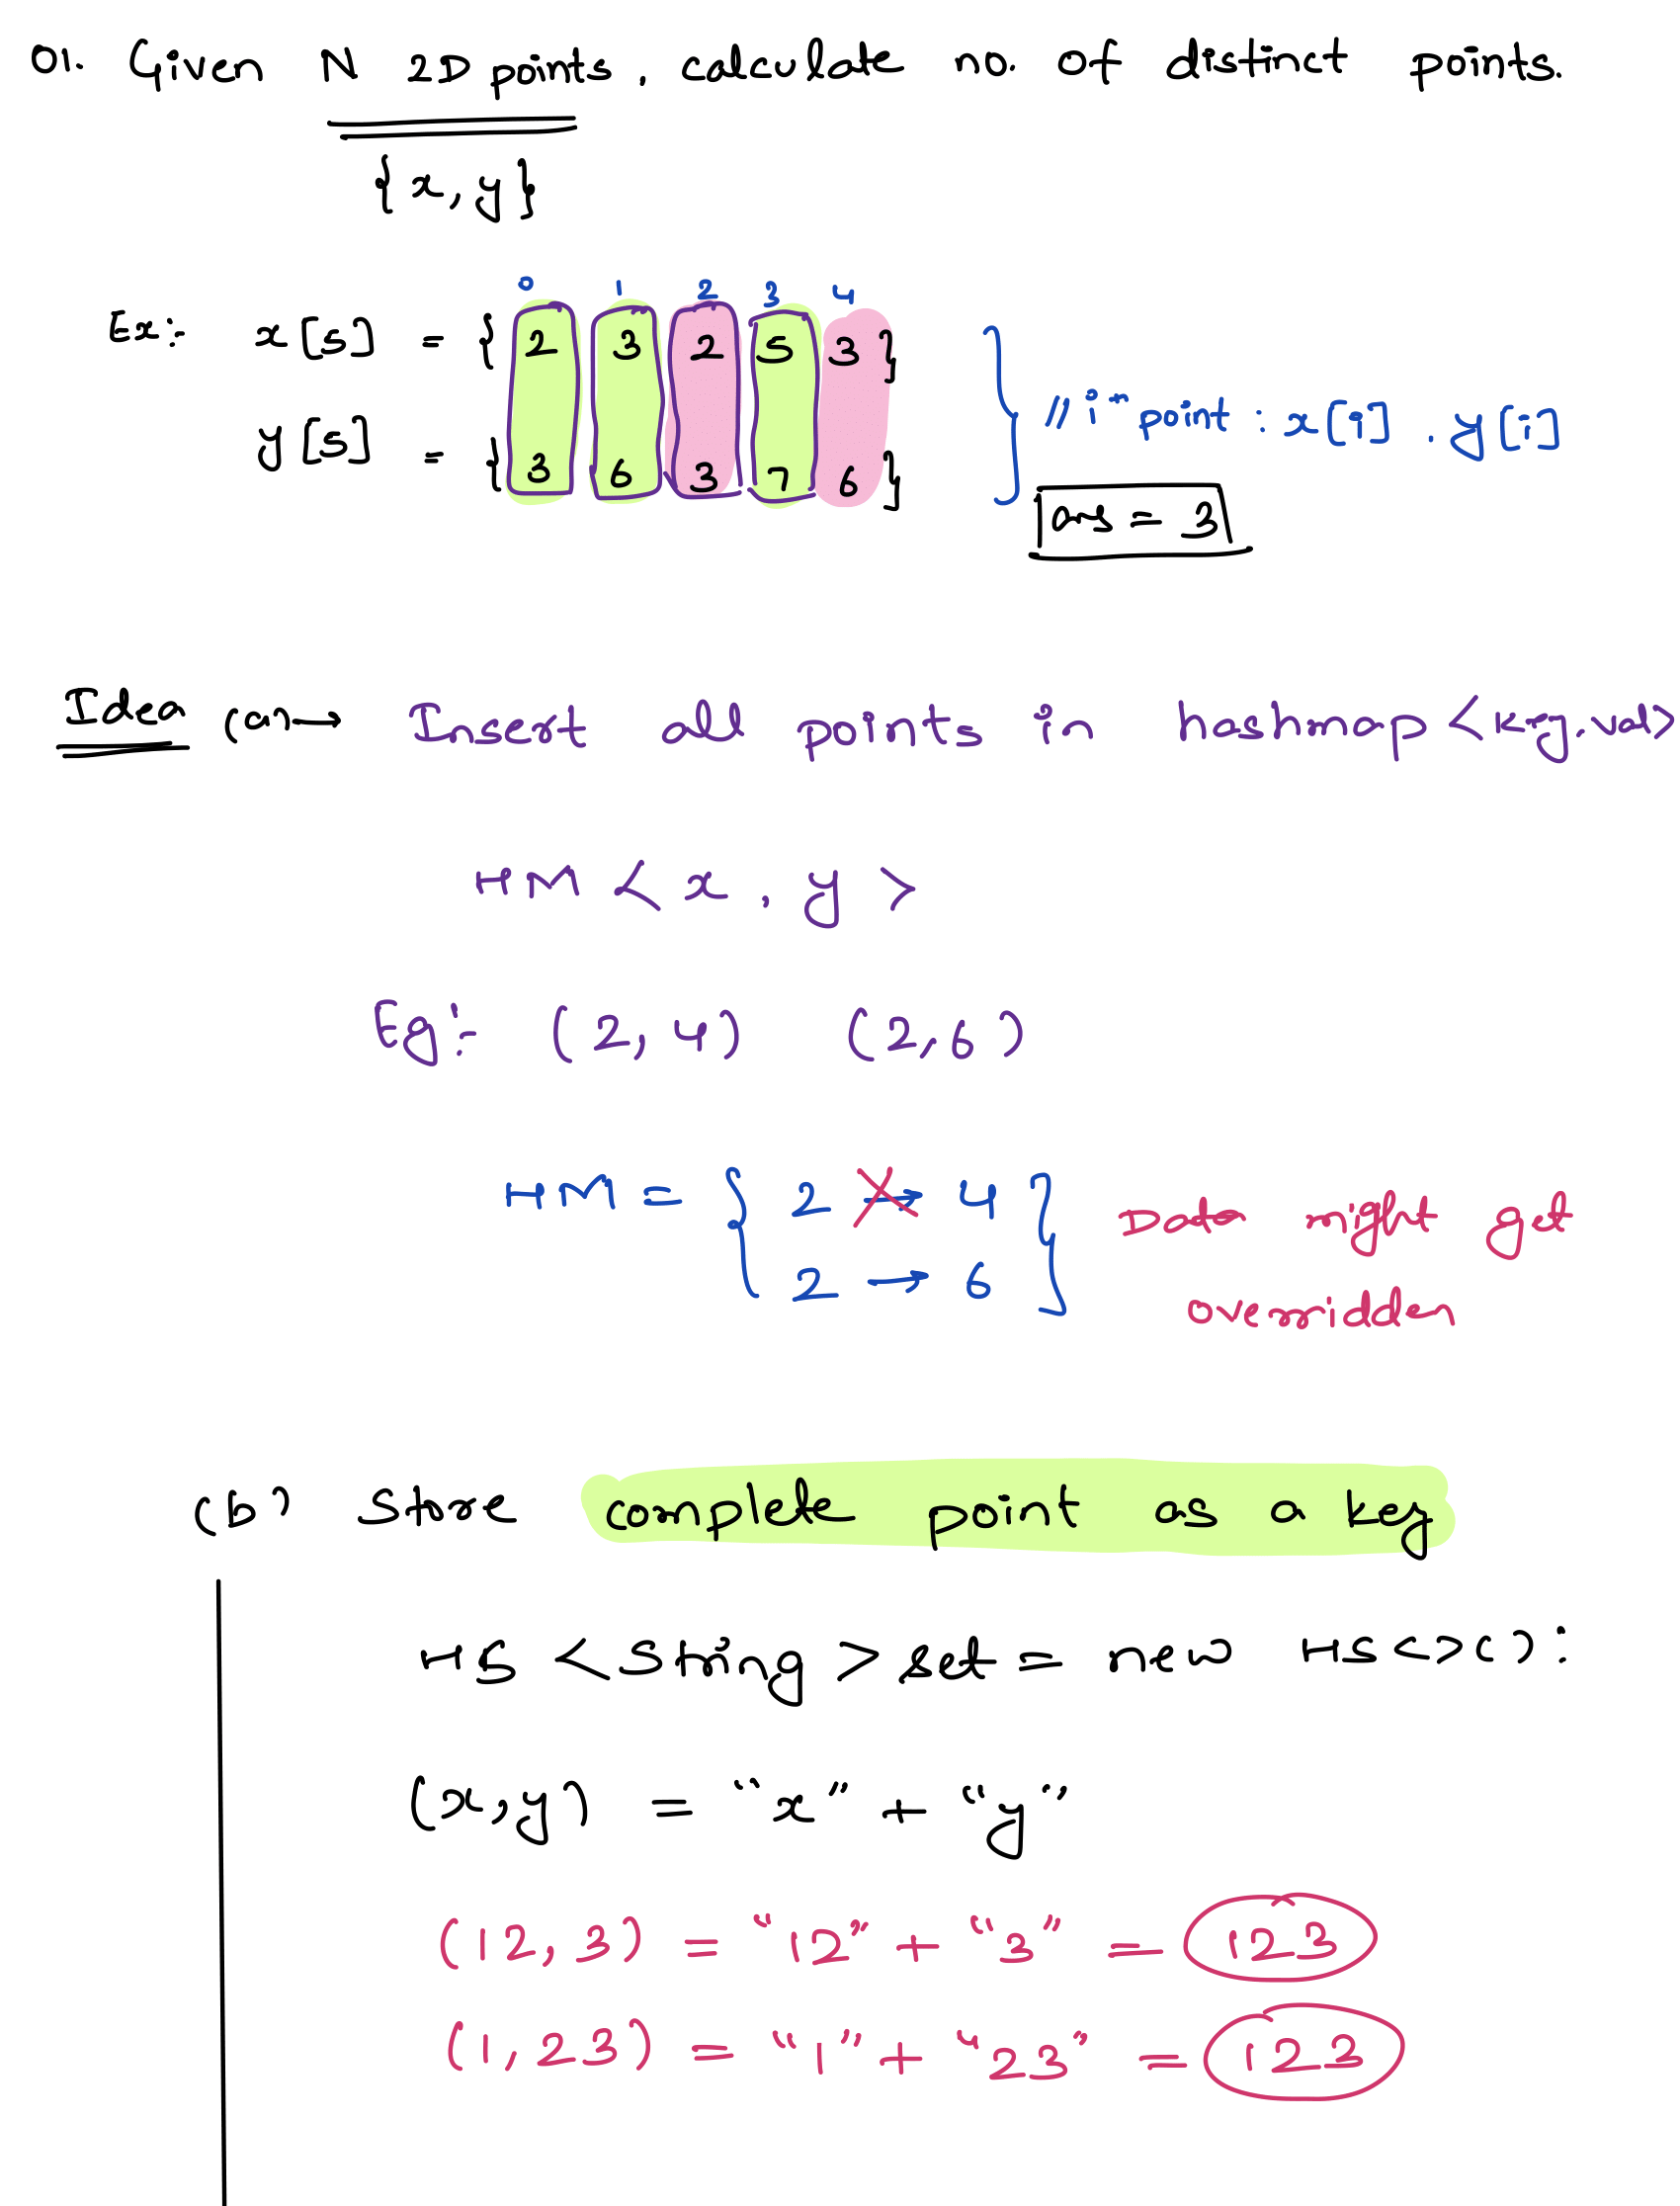 01. Given N 2D points, calculate no. of distinct points.
{x, y}
0 1 2 3 4
Ex:- x[5] = { 2 3 2 5 3 }
y[5] = { 3 6 3 7 6 }
// ith point : x[i], y[i]
ans = 3
Idea (a) → Insert all points in hashmap <key, val>
HM < x, y >
Eg:- (2, 4) (2, 6)
HM = { 2 → 4
2 → 6 }
Data might get
overridden
(b) Store complete point as a key
HS <String> set = new HS<>();
(x,y) = "x" + "y"
(12, 3) = "12" + "3" = 123
(1, 23) = "1" + "23" = 123